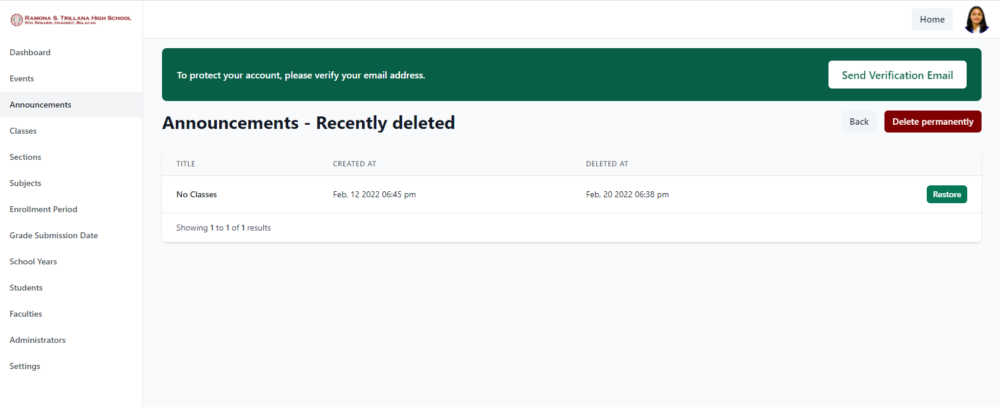 Ramona S. Trillana High School
Sto. Rosario, Hagonoy, Bulacan
Home
Dashboard
Events
Announcements
Classes
Sections
Subjects
Enrollment Period
Grade Submission Date
School Years
Students
Faculties
Administrators
Settings
To protect your account, please verify your email address.
Send Verification Email
Announcements - Recently deleted
Back
Delete permanently
TITLE CREATED AT DELETED AT
No Classes Feb, 12 2022 06:45 pm Feb, 20 2022 06:38 pm Restore
Showing 1 to 1 of 1 results